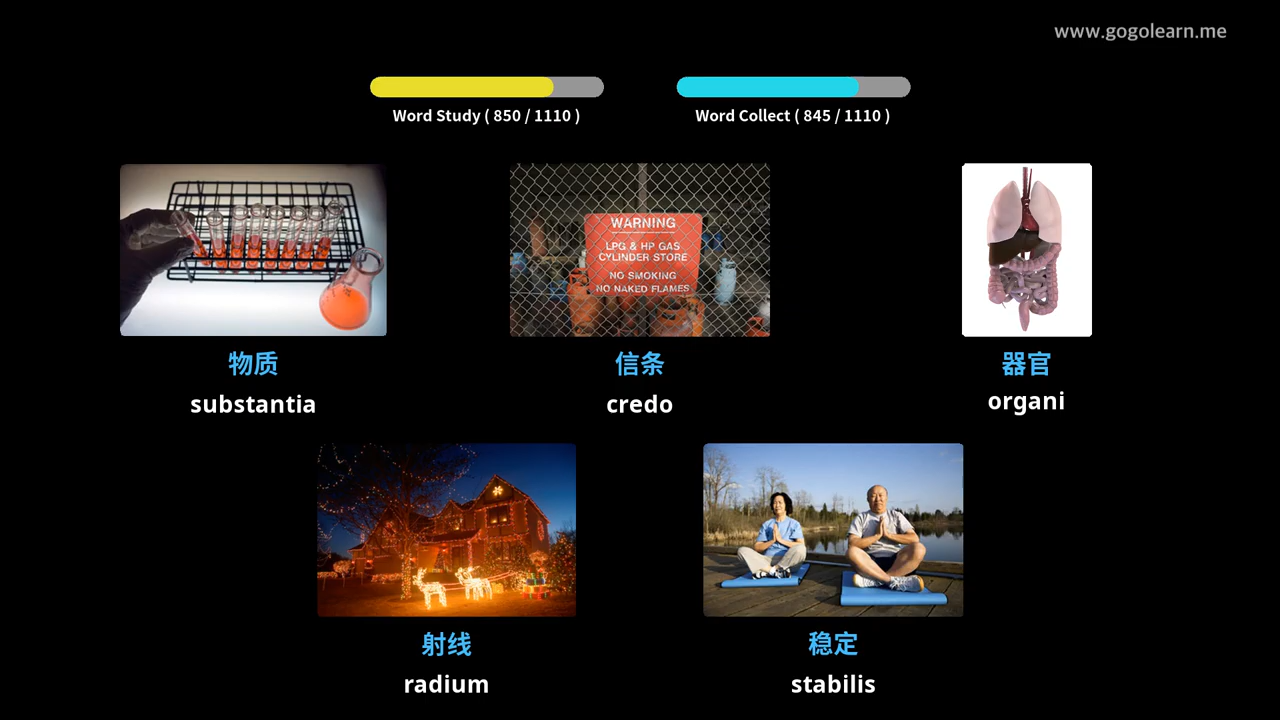 www.gogolearn.me
Word Study ( 850 / 1110 )
Word Collect ( 845 / 1110 )
WARNING
LPG & HP GAS
CYLINDER STORE
NO SMOKING
NO NAKED FLAMES
物质
substantia
信条
credo
器官
organi
射线
radium
稳定
stabilis